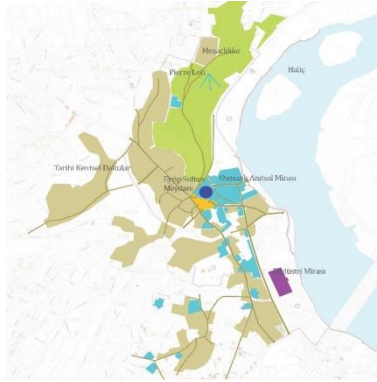 Mezarlıklar
Pierre Loti
Haliç
Tarihi Kentsel Dokular
Eyüp Sultan
Meydanı
Osmanlı Anıtsal Mirası
Endüstri Mirası